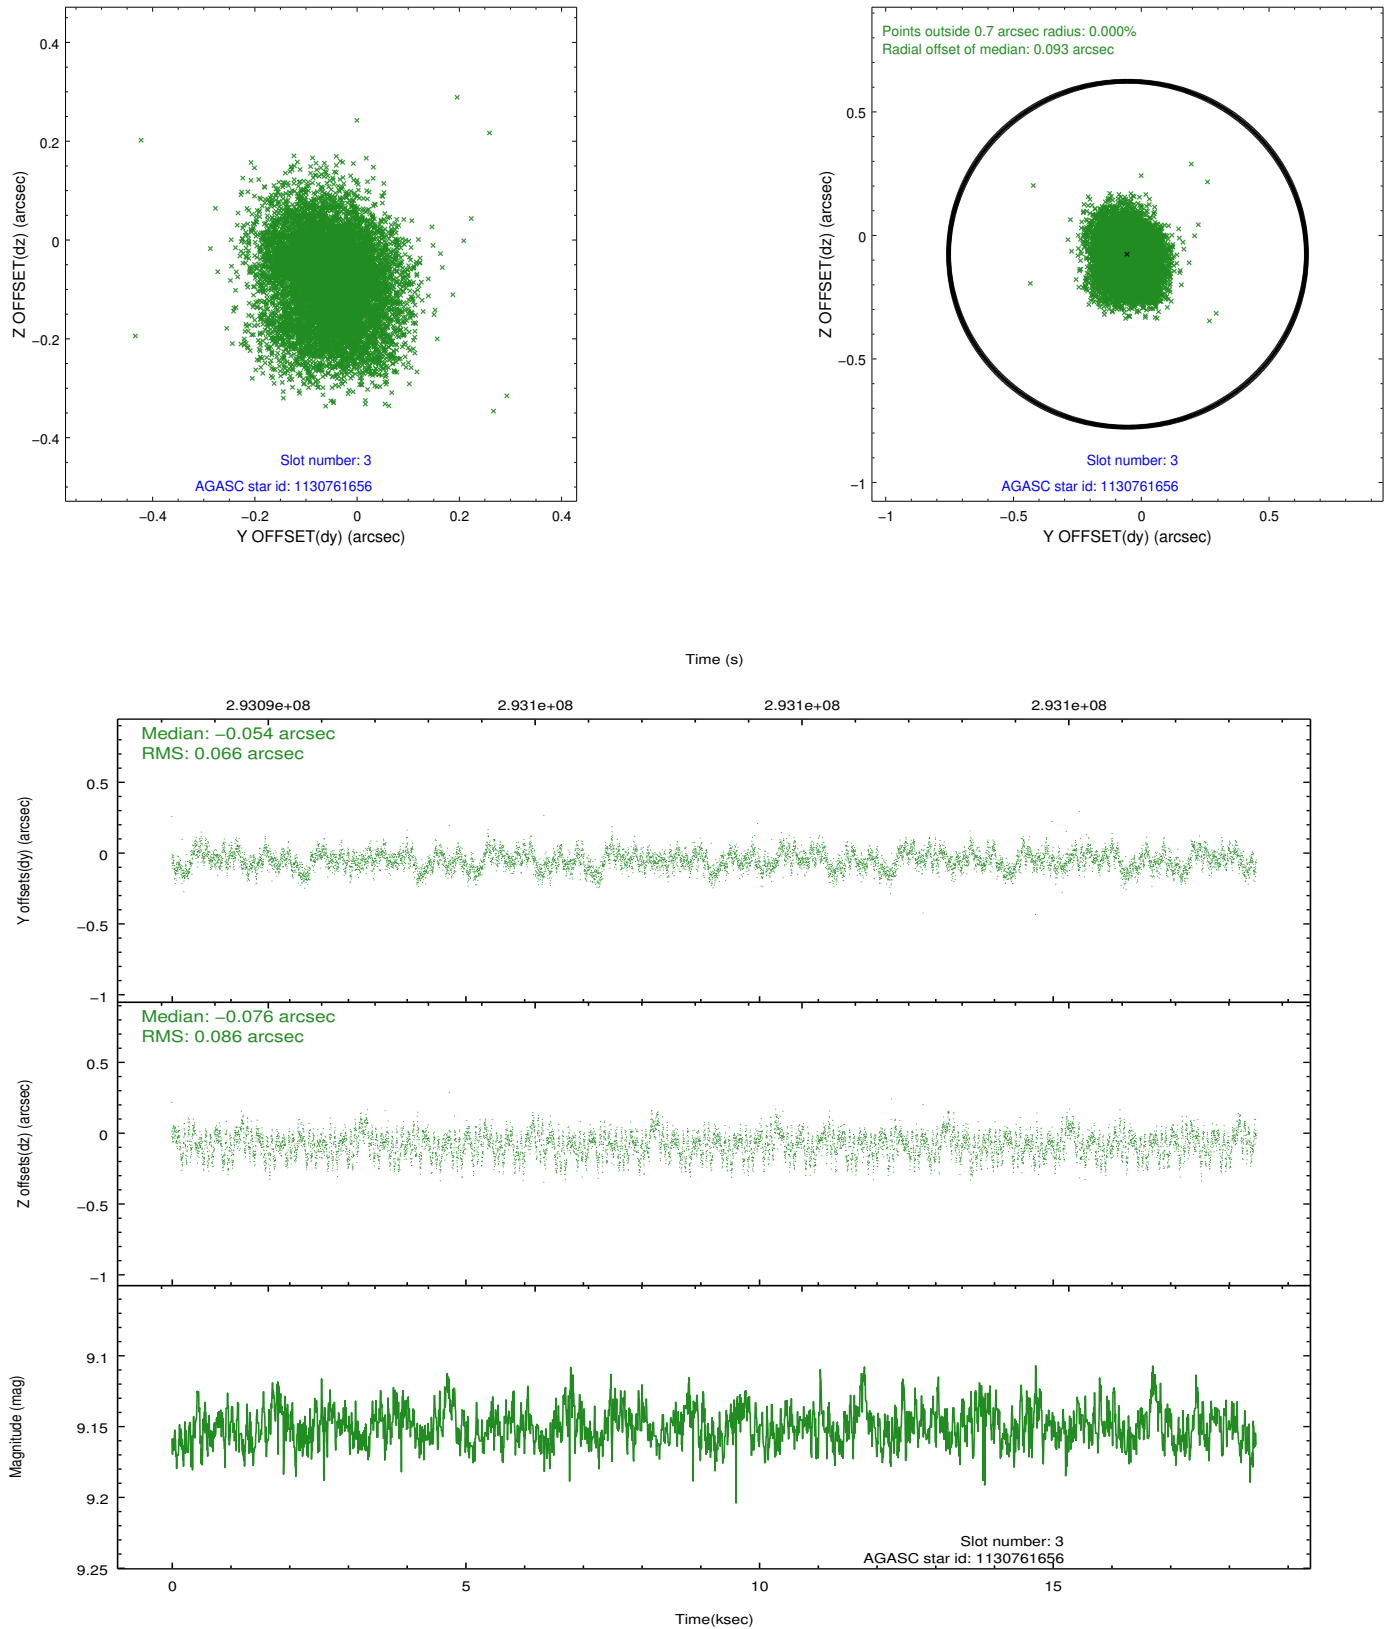 0.4
0.2
0
−0.2
−0.4
−0.4
−0.2
0
0.2
0.4
Z OFFSET(dz) (arcsec)
Y OFFSET(dy) (arcsec)
Slot number: 3
AGASC star id: 1130761656
Points outside 0.7 arcsec radius: 0.000%
Radial offset of median: 0.093 arcsec
0.5
0
−0.5
−1
−1
−0.5
0
0.5
Z OFFSET(dz) (arcsec)
Y OFFSET(dy) (arcsec)
Slot number: 3
AGASC star id: 1130761656
Time (s)
2.9309e+08
2.931e+08
2.931e+08
2.931e+08
Median: −0.054 arcsec
RMS: 0.066 arcsec
0.5
0
−0.5
−1
Y offsets(dy) (arcsec)
Median: −0.076 arcsec
RMS: 0.086 arcsec
0.5
0
−0.5
−1
Z offsets(dz) (arcsec)
9.1
9.15
9.2
9.25
Magnitude (mag)
Slot number: 3
AGASC star id: 1130761656
0
5
10
15
Time(ksec)